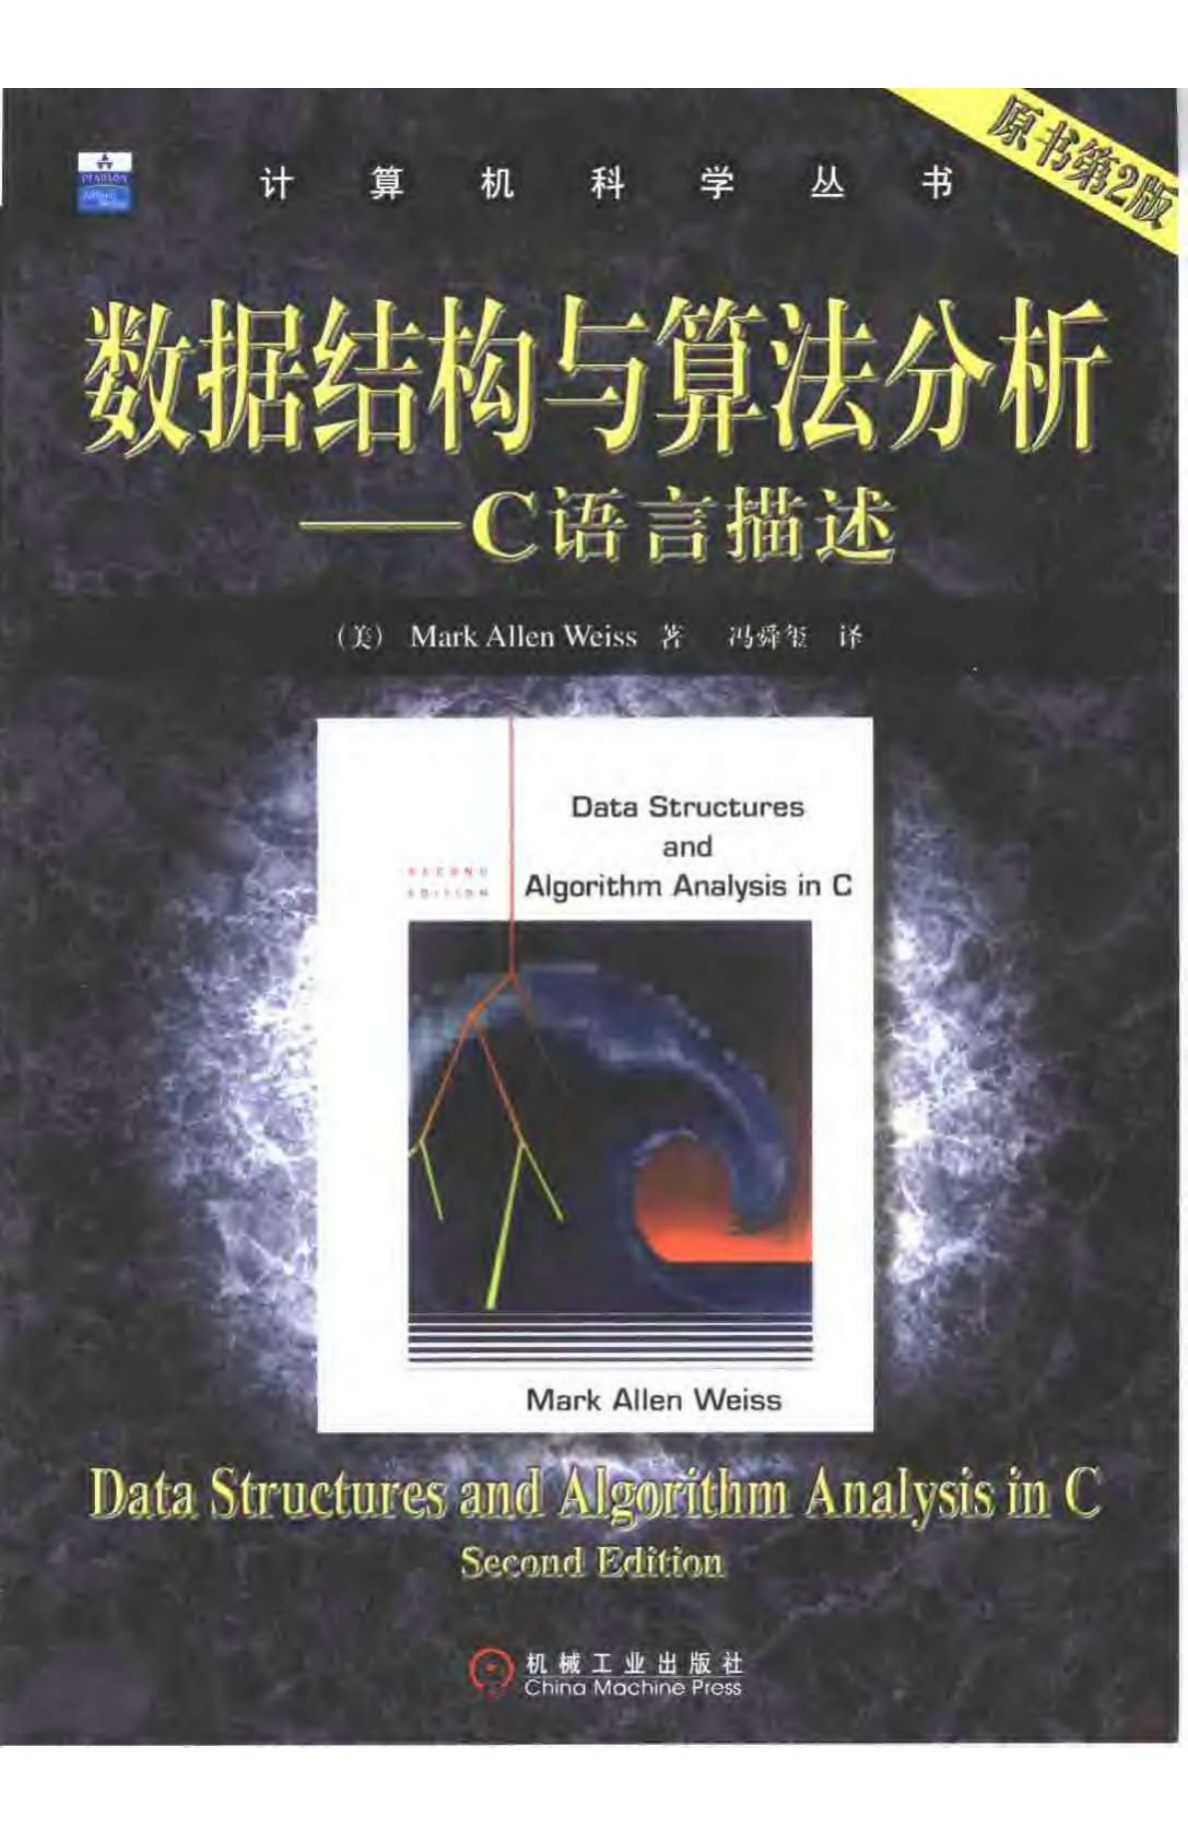 原书第2版
PEARSON
计算机科学丛书
数据结构与算法分析
——C语言描述
(美) Mark Allen Weiss 著 冯舜玺 译
Data Structures
and
SECOND
EDITION
Algorithm Analysis in C
Mark Allen Weiss
Data Structures and Algorithm Analysis in C
Second Edition
机械工业出版社
China Machine Press